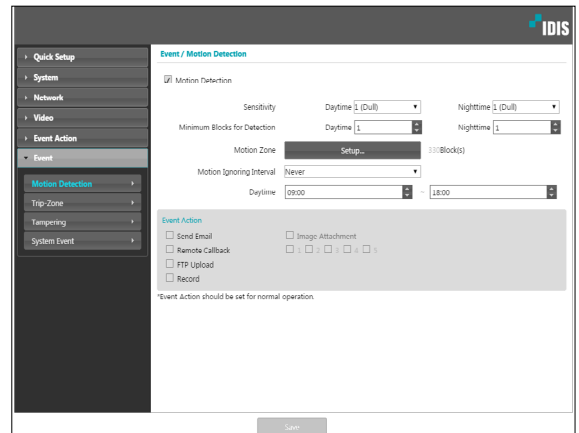 IDIS
Quick Setup
System
Network
Video
Event Action
Event
Motion Detection
Trip-Zone
Tampering
System Event
Event / Motion Detection
Motion Detection
Sensitivity Daytime 1 (Dull) Nighttime 1 (Dull)
Minimum Blocks for Detection Daytime 1 Nighttime 1
Motion Zone Setup... 330Block(s)
Motion Ignoring Interval Never
Daytime 09:00 ~ 18:00
Event Action
Send Email Image Attachment
Remote Callback 1 2 3 4 5
FTP Upload
Record
*Event Action should be set for normal operation.
Save